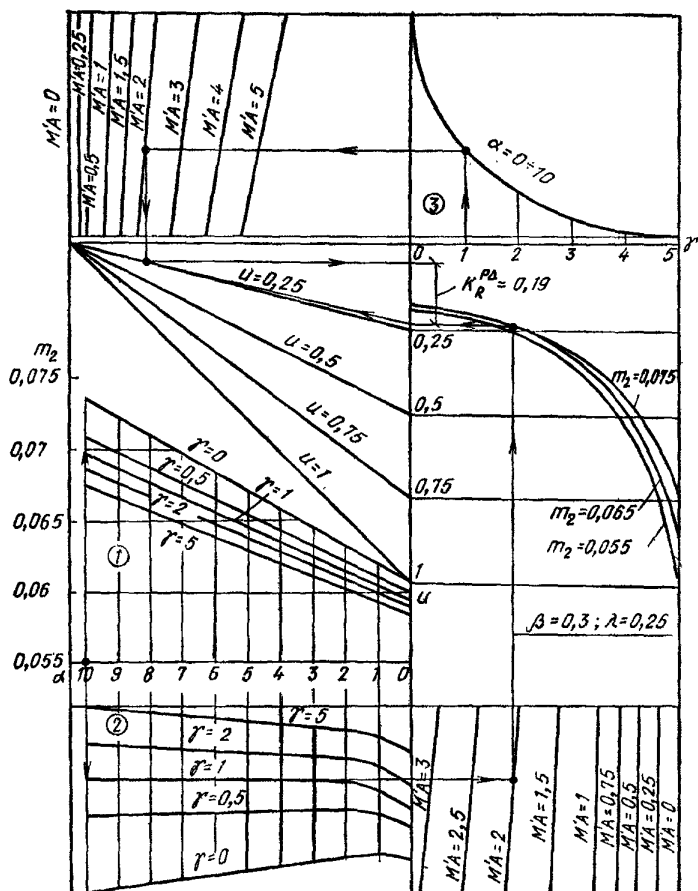 M'A=0
M'A=0,25
M'A=0,5
M'A=1
M'A=1,5
M'A=2
M'A=3
M'A=4
M'A=5
α=0÷10
③
0 1 2 3 4 5 γ
K_R^{PΔ}=0,19
u=0,25
u=0,5
u=0,75
u=1
0,25
0,5
0,75
1
u
m₂=0,075
m₂=0,065
m₂=0,055
m₂
0,075
0,07
0,065
0,06
0,055
γ=0
γ=0,5
γ=1
γ=2
γ=5
①
β=0,3; λ=0,25
α 10 9 8 7 6 5 4 3 2 1 0
②
γ=5
γ=2
γ=1
γ=0,5
γ=0
M'A=3
M'A=2,5
M'A=2
M'A=1,5
M'A=1
M'A=0,75
M'A=0,5
M'A=0,25
M'A=0